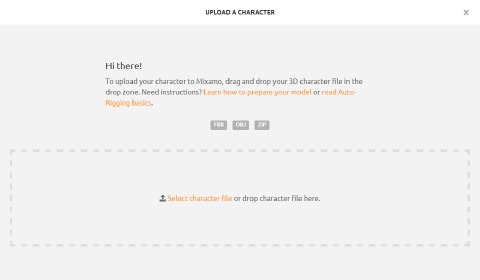 UPLOAD A CHARACTER
Hi there!
To upload your character to Mixamo, drag and drop your 3D character file in the
drop zone. Need instructions? Learn how to prepare your model or read Auto-
Rigging basics.
FBX OBJ ZIP
Select character file or drop character file here.